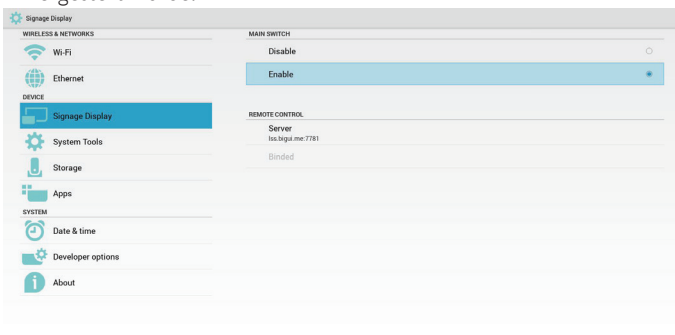 Signage Display
WIRELESS & NETWORKS
Wi-Fi
Ethernet
DEVICE
Signage Display
System Tools
Storage
Apps
SYSTEM
Date & time
Developer options
About
MAIN SWITCH
Disable
Enable
REMOTE CONTROL
Server
lss.bigui.me:7781
Binded